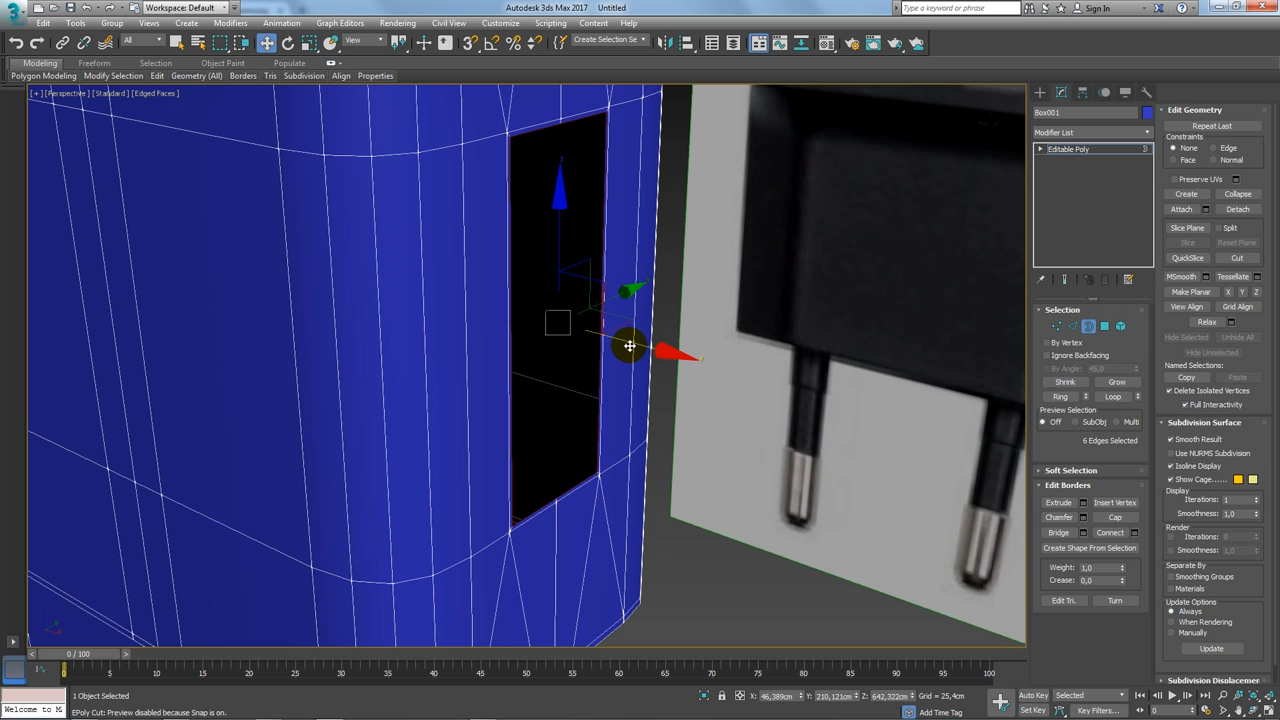 Workspace: Default
Autodesk 3ds Max 2017   Untitled
Type a keyword or phrase
Sign In
Edit Tools Group Views Create Modifiers Animation Graph Editors Rendering Civil View Customize Scripting Content Help
All
View
Create Selection Se
Modeling Freeform Selection Object Paint Populate
Polygon Modeling Modify Selection Edit Geometry (All) Borders Tris Subdivision Align Properties
[+][Perspective][Standard][Edged Faces]
Box001
Modifier List
Editable Poly
Selection
By Vertex
Ignore Backfacing
By Angle: 45,0
Shrink Grow
Ring Loop
Preview Selection
Off SubObj Multi
6 Edges Selected
Soft Selection
Edit Borders
Extrude Insert Vertex
Chamfer Cap
Bridge Connect
Create Shape From Selection
Weight: 1,0
Crease: 0,0
Edit Tri. Turn
Edit Geometry
Repeat Last
Constraints
None Edge
Face Normal
Preserve UVs
Create Collapse
Attach Detach
Slice Plane Split
Slice Reset Plane
QuickSlice Cut
MSmooth Tessellate
Make Planar X Y Z
View Align Grid Align
Relax
Hide Selected Unhide All
Hide Unselected
Named Selections:
Copy Paste
Delete Isolated Vertices
Full Interactivity
Subdivision Surface
Smooth Result
Use NURMS Subdivision
Isoline Display
Show Cage......
Display
Iterations: 1
Smoothness: 1,0
Render
Iterations: 0
Smoothness: 1,0
Separate By
Smoothing Groups
Materials
Update Options
Always
When Rendering
Manually
Update
Subdivision Displacemen
0 / 100
0 5 10 15 20 25 30 35 40 45 50 55 60 65 70 75 80 85 90 95 100
1 Object Selected
X: 46,389cm Y: 210,121cm Z: 642,322cm Grid = 25,4cm
Auto Key Selected
Welcome to M
EPoly Cut: Preview disabled because Snap is on.
Add Time Tag
Set Key Key Filters...
0